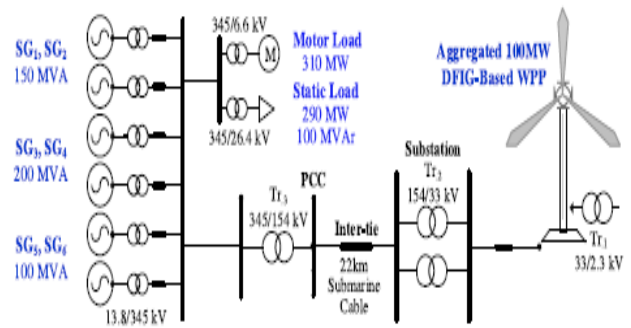 SG₁, SG₂
150 MVA
SG₃, SG₄
200 MVA
SG₅, SG₆
100 MVA
13.8/345 kV
345/6.6 kV
M
Motor Load
310 MW
Static Load
290 MW
100 MVAr
345/26.4 kV
PCC
Tr₃
345/154 kV
Inter-tie
22km
Submarine
Cable
Substation
Tr₂
154/33 kV
Aggregated 100MW
DFIG-Based WPP
Tr₁
33/2.3 kV